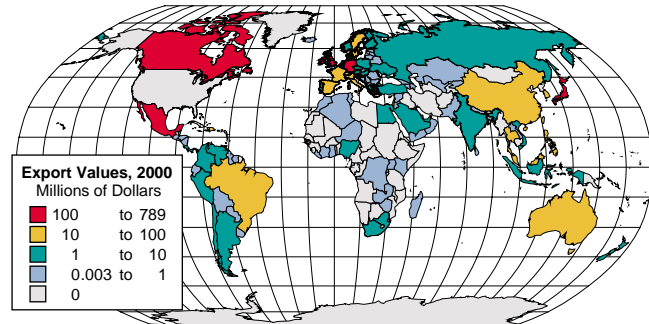 Export Values, 2000
Millions of Dollars
100 to 789
10 to 100
1 to 10
0.003 to 1
0